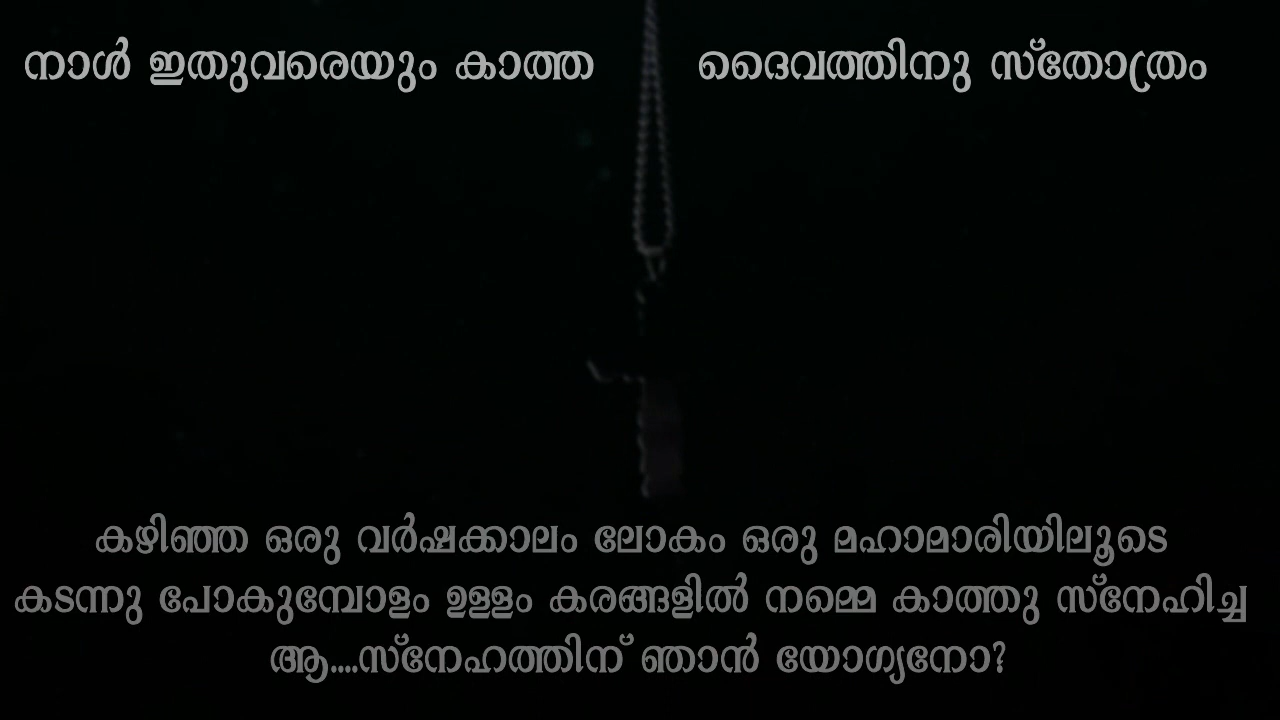 നാൾ ഇതുവരെയും കാത്ത ദൈവത്തിനു സ്തോത്രം
കഴിഞ്ഞ ഒരു വർഷക്കാലം ലോകം ഒരു മഹാമാരിയിലൂടെ
കടന്നു പോകുമ്പോളം ഉള്ളം കരങ്ങളിൽ നമ്മെ കാത്തു സ്നേഹിച്ച
ആ....സ്നേഹത്തിന് ഞാൻ യോഗ്യനോ?